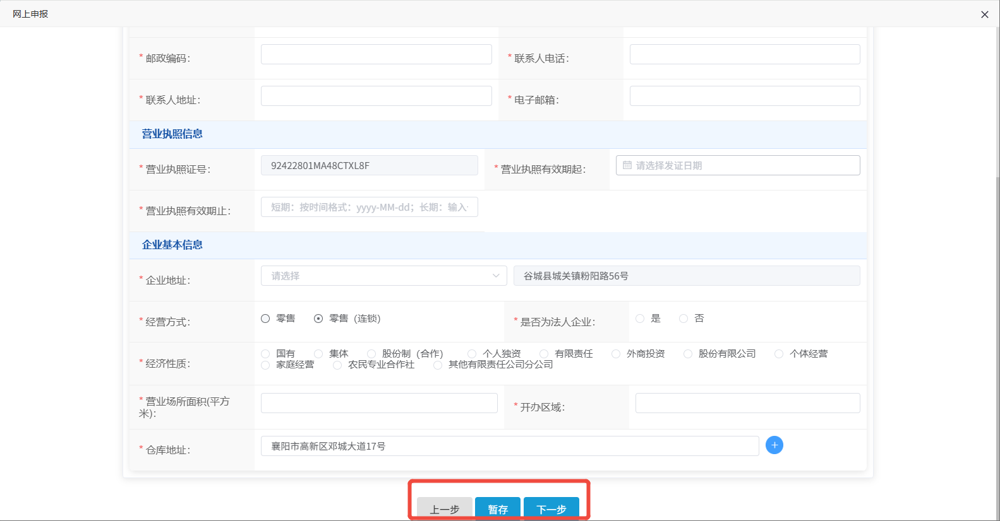 网上申报
* 邮政编码：
* 联系人电话：
* 联系人地址：
* 电子邮箱：
营业执照信息
* 营业执照证号： 92422801MA48CTXL8F
* 营业执照有效期起： 请选择发证日期
* 营业执照有效期止： 短期：按时间格式：yyyy-MM-dd；长期：输入
企业基本信息
* 企业地址： 请选择 谷城县城关镇粉阳路56号
* 经营方式： 零售 零售（连锁）
* 是否为法人企业： 是 否
* 经济性质： 国有 集体 股份制（合作） 个人独资 有限责任 外商投资 股份有限公司 个体经营
家庭经营 农民专业合作社 其他有限责任公司分公司
* 营业场所面积(平方
米)：
* 开办区域：
* 仓库地址： 襄阳市高新区邓城大道17号
上一步 暂存 下一步